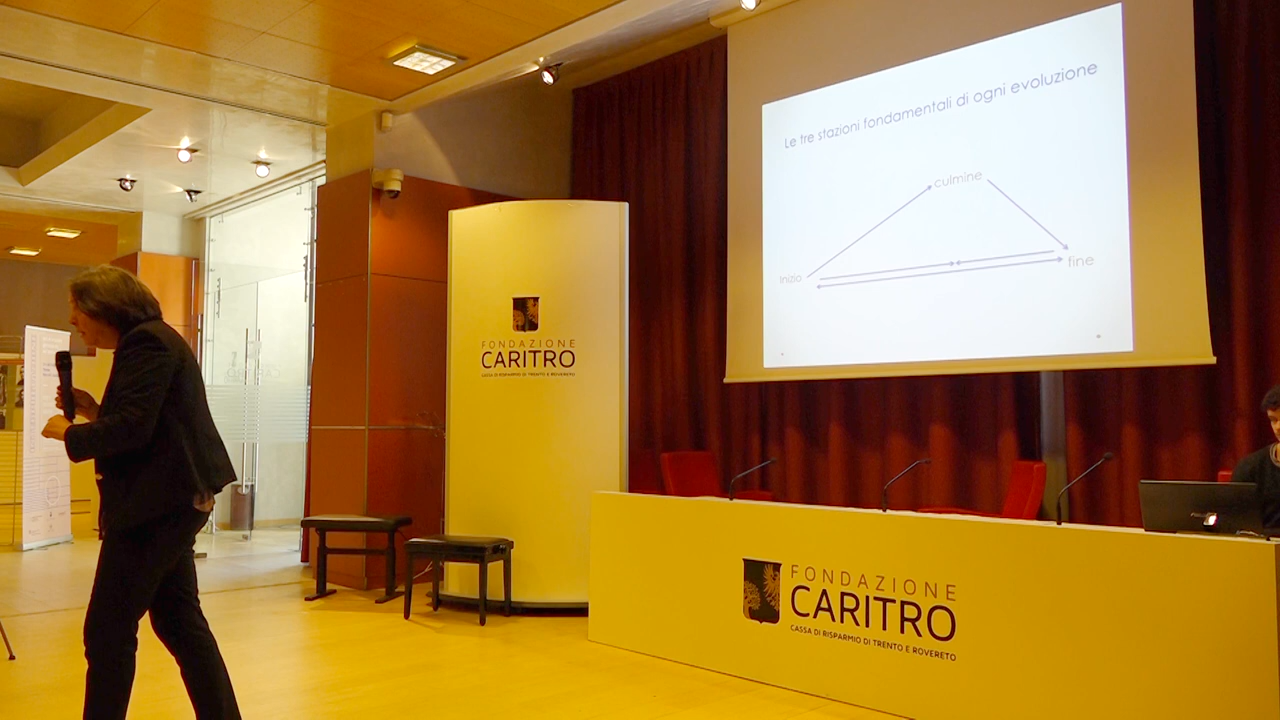 Le tre stazioni fondamentali di ogni evoluzione
culmine
Inizio
fine
FONDAZIONE
CARITRO
CASSA DI RISPARMIO DI TRENTO E ROVERETO
FONDAZIONE
CARITRO
CASSA DI RISPARMIO DI TRENTO E ROVERETO